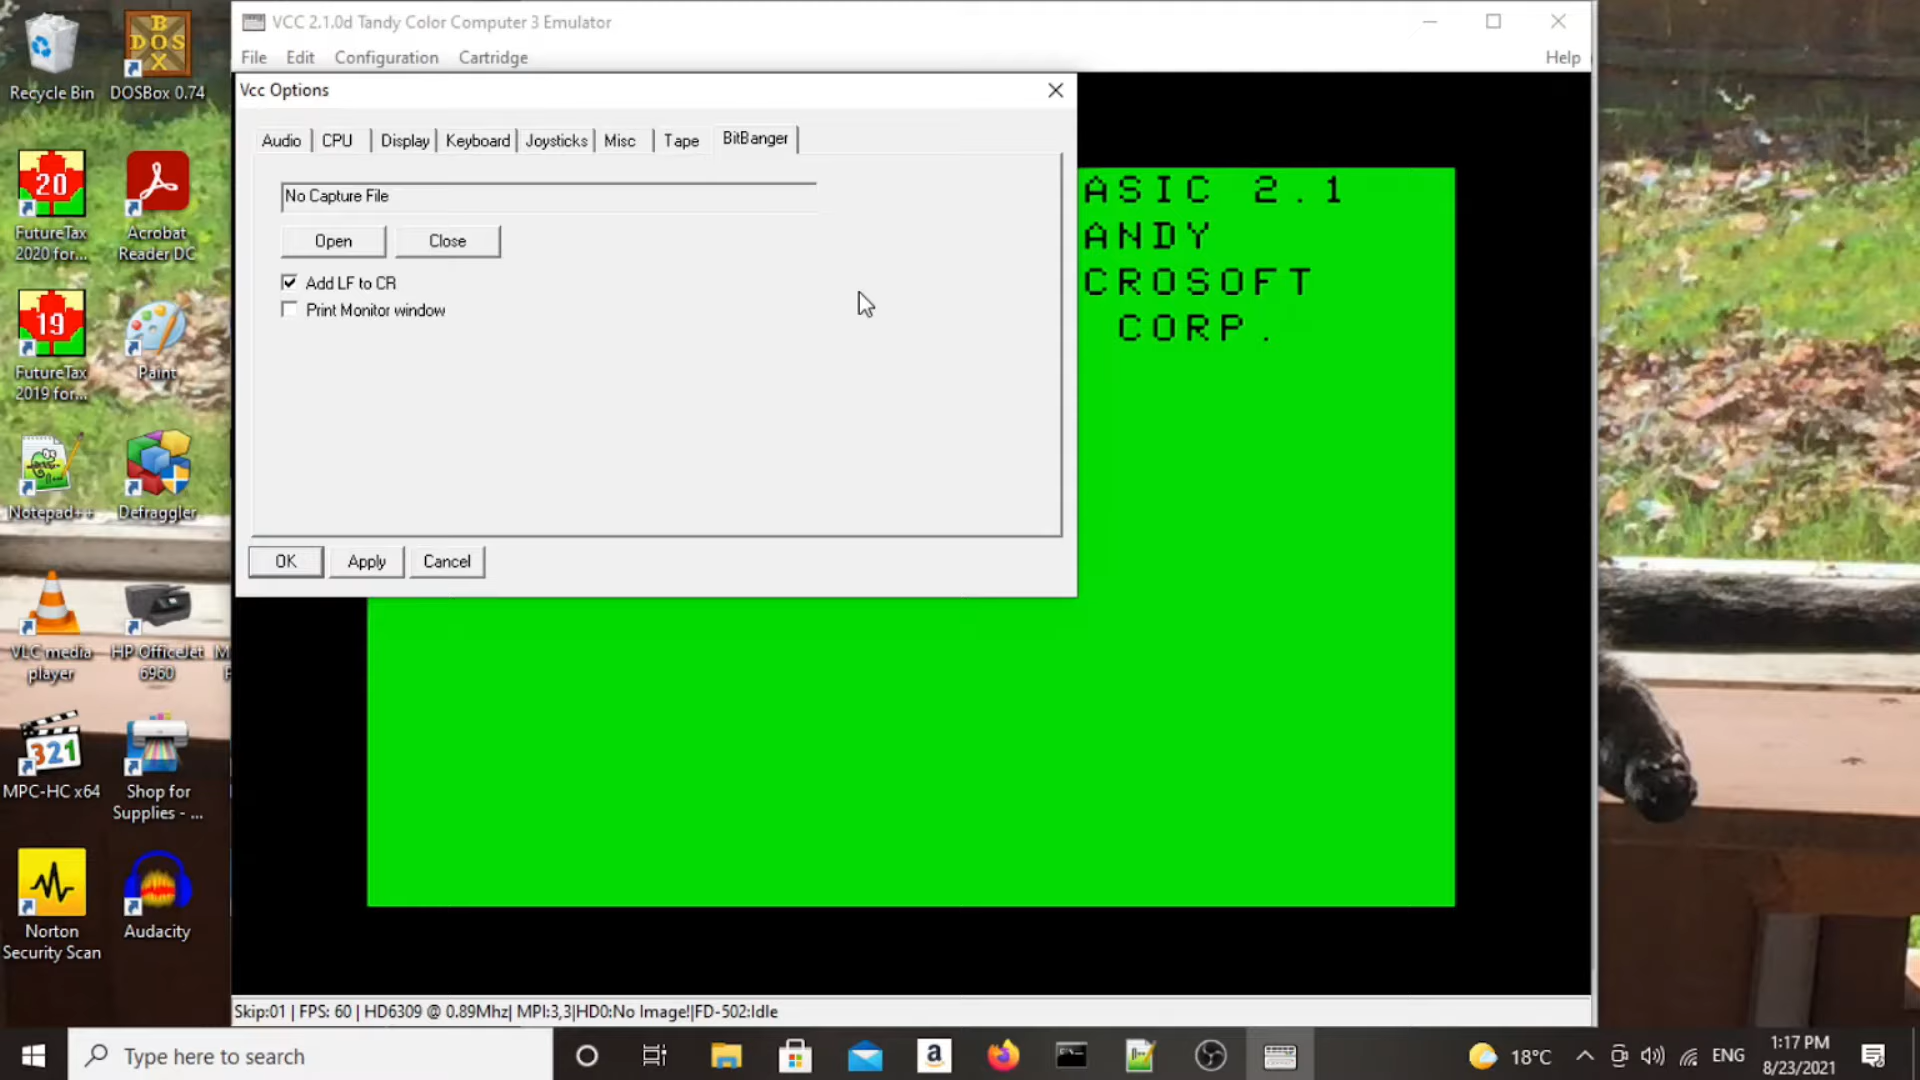 VCC 2.1.0d Tandy Color Computer 3 Emulator
File Edit Configuration Cartridge Help
Vcc Options
Audio CPU Display Keyboard Joysticks Misc Tape BitBanger
No Capture File
Open Close
Add LF to CR
Print Monitor window
OK Apply Cancel
ASIC 2.1
ANDY
CROSOFT
CORP.
Skip:01 | FPS: 60 | HD6309 @ 0.89Mhz| MPI:3,3|HD0:No Image!|FD-502:Idle
Recycle Bin
DOSBox 0.74
DOS
BOX
20
FutureTax
2020 for...
Acrobat
Reader DC
19
FutureTax
2019 for...
Paint
Notepad++
Defraggler
VLC media
player
HP OfficeJet
6960
321
MPC-HC x64
Shop for
Supplies - ...
Norton
Security Scan
Audacity
Type here to search
18°C
ENG
1:17 PM
8/23/2021